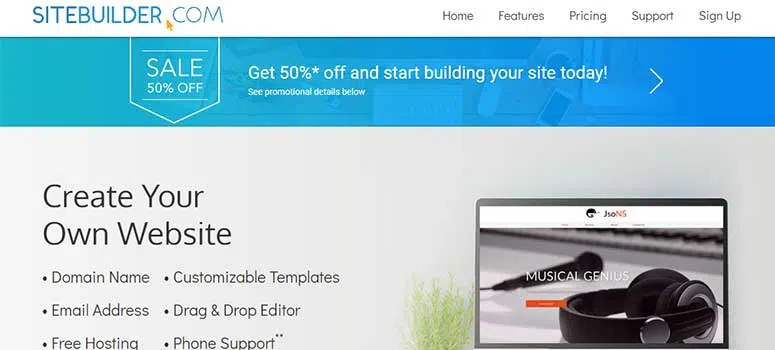 SITEBUILDER.COM
Home Features Pricing Support Sign Up
SALE
50% OFF
Get 50%* off and start building your site today!
See promotional details below
Create Your
Own Website
• Domain Name • Customizable Templates
• Email Address • Drag & Drop Editor
• Free Hosting • Phone Support**
JsoNS
MUSICAL GENIUS